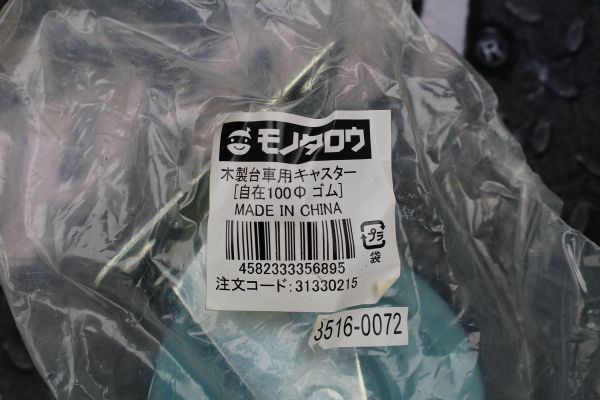 モノタロウ
木製台車用キャスター
[自在100Φ ゴム]
MADE IN CHINA
プラ
袋
4582333356895
注文コード:31330215
3516-0072